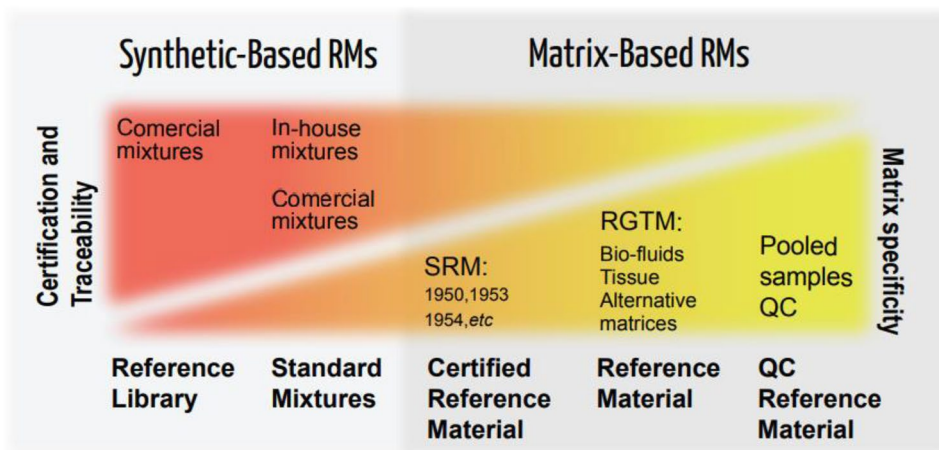 Synthetic-Based RMs
Matrix-Based RMs
Certification and
Traceability
Comercial
mixtures
In-house
mixtures
Comercial
mixtures
SRM:
1950,1953
1954,etc
RGTM:
Bio-fluids
Tissue
Alternative
matrices
Pooled
samples
QC
Matrix specificity
Reference
Library
Standard
Mixtures
Certified
Reference
Material
Reference
Material
QC
Reference
Material